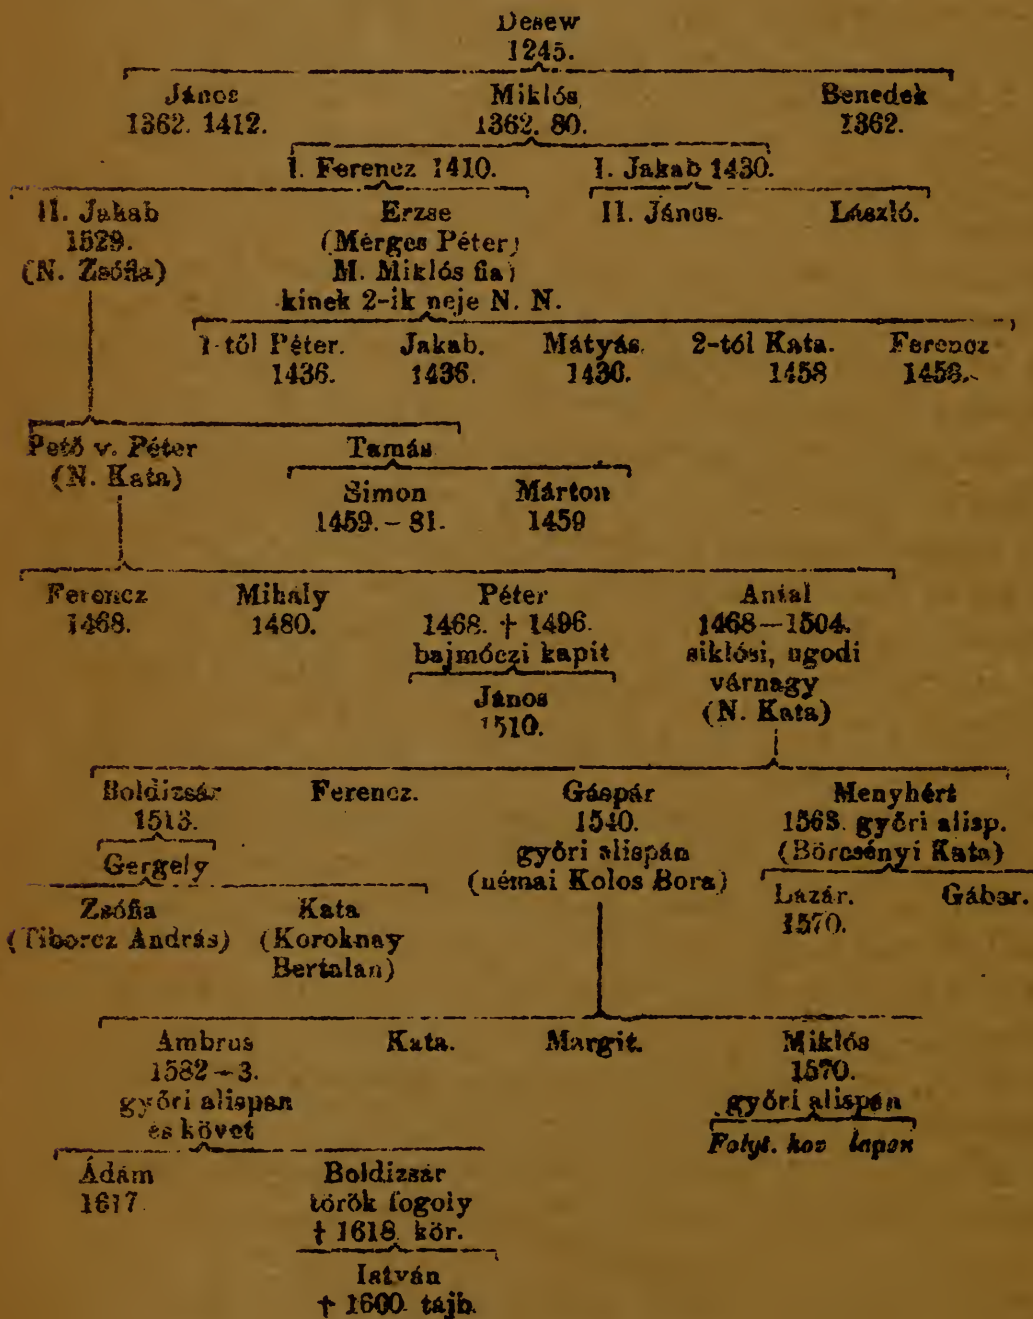 Desew
1245.
János Miklós Benedek
1362. 1412. 1362. 80. 1362.
I. Ferencz 1410. I. Jakab 1430.
II. Jakab Erzse II. János. László.
1529. (Mérges Péter)
(N. Zsófia) M. Miklós fia)
kinek 2-ik neje N. N.
1-től Péter. Jakab. Mátyás. 2-tól Kata. Ferencz
1436. 1436. 1436. 1458 1458.
Pető v. Péter Tamás
(N. Kata) Simon Márton
1459.–81. 1459
Ferencz Mihály Péter Antal
1468. 1480. 1468. † 1496. 1468–1504.
bajmóczi kapit siklósi, ugodi
várnagy
János (N. Kata)
1510.
Boldizsár Ferencz. Gáspár Menyhért
1513. 1540. 1568. győri alisp.
Gergely győri alispán (Börcsényi Kata)
(némai Kolos Bora) Lazár. Gábor.
Zsófia Kata 1570.
(Tiborcz András) (Koroknay
Bertalan)
Ambrus Kata. Margit. Miklós
1582–3. 1570.
győri alispan győri alispán
és követ Folyt. kov lapon
Ádám Boldizsár
1617 török fogoly
† 1618. kör.
István
† 1600. tájb.